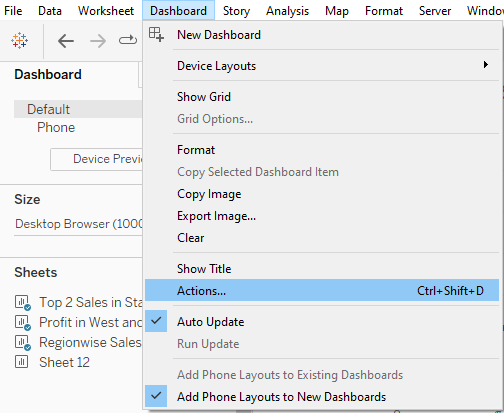 File Data Worksheet Dashboard Story Analysis Map Format Server
New Dashboard
Device Layouts
Show Grid
Grid Options...
Format
Copy Selected Dashboard Item
Copy Image
Export Image...
Clear
Show Title
Actions... Ctrl+Shift+D
Auto Update
Run Update
Add Phone Layouts to Existing Dashboards
Add Phone Layouts to New Dashboards
Dashboard
Default
Phone
Device Previ
Size
Desktop Browser (1000
Sheets
Top 2 Sales in Sta
Profit in West and
Regionwise Sales
Sheet 12